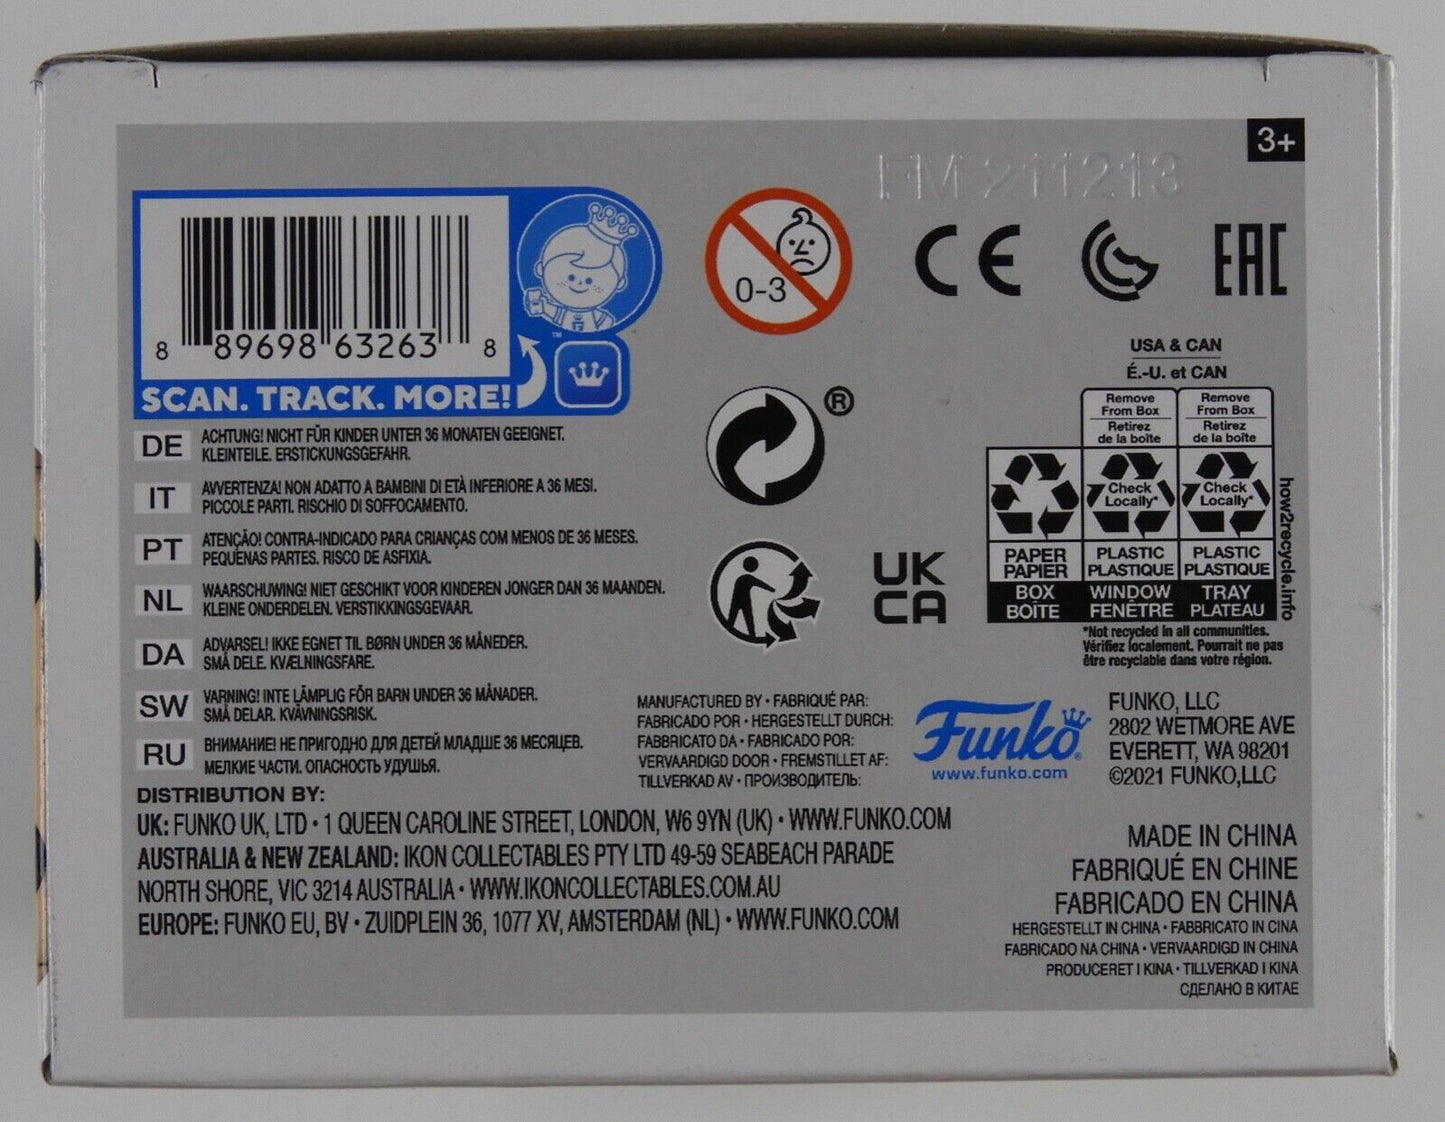 3+
FM 211213
8 89698 63263 8
SCAN. TRACK. MORE!
™
0-3
CE
EAC
DE ACHTUNG! NICHT FÜR KINDER UNTER 36 MONATEN GEEIGNET.
KLEINTEILE. ERSTICKUNGSGEFAHR.
IT AVVERTENZA! NON ADATTO A BAMBINI DI ETÀ INFERIORE A 36 MESI.
PICCOLE PARTI. RISCHIO DI SOFFOCAMENTO.
PT ATENÇÃO! CONTRA-INDICADO PARA CRIANÇAS COM MENOS DE 36 MESES.
PEQUENAS PARTES. RISCO DE ASFIXIA.
NL WAARSCHUWING! NIET GESCHIKT VOOR KINDEREN JONGER DAN 36 MAANDEN.
KLEINE ONDERDELEN. VERSTIKKINGSGEVAAR.
DA ADVARSEL! IKKE EGNET TIL BØRN UNDER 36 MÅNEDER.
SMÅ DELE. KVÆLNINGSFARE.
SW VARNING! INTE LÄMPLIG FÖR BARN UNDER 36 MÅNADER.
SMÅ DELAR. KVÄVNINGSRISK.
RU ВНИМАНИЕ! НЕ ПРИГОДНО ДЛЯ ДЕТЕЙ МЛАДШЕ 36 МЕСЯЦЕВ.
МЕЛКИЕ ЧАСТИ. ОПАСНОСТЬ УДУШЬЯ.
®
UK
CA
USA & CAN
É.-U. et CAN
Remove
From Box
Retirez
de la boîte
Remove
From Box
Retirez
de la boîte
Check
Locally*
Check
Locally*
PAPER
PAPIER
PLASTIC
PLASTIQUE
PLASTIC
PLASTIQUE
BOX
BOÎTE
WINDOW
FENÊTRE
TRAY
PLATEAU
how2recycle.info
*Not recycled in all communities.
Vérifiez localement. Pourrait ne pas
être recyclable dans votre région.
MANUFACTURED BY • FABRIQUÉ PAR:
FABRICADO POR • HERGESTELLT DURCH:
FABBRICATO DA • FABRICADO POR:
VERVAARDIGD DOOR • FREMSTILLET AF:
TILLVERKAD AV • ПРОИЗВОДИТЕЛЬ:
Funko®
www.funko.com
FUNKO, LLC
2802 WETMORE AVE
EVERETT, WA 98201
©2021 FUNKO,LLC
DISTRIBUTION BY:
UK: FUNKO UK, LTD • 1 QUEEN CAROLINE STREET, LONDON, W6 9YN (UK) • WWW.FUNKO.COM
AUSTRALIA & NEW ZEALAND: IKON COLLECTABLES PTY LTD 49-59 SEABEACH PARADE
NORTH SHORE, VIC 3214 AUSTRALIA • WWW.IKONCOLLECTABLES.COM.AU
EUROPE: FUNKO EU, BV • ZUIDPLEIN 36, 1077 XV, AMSTERDAM (NL) • WWW.FUNKO.COM
MADE IN CHINA
FABRIQUÉ EN CHINE
FABRICADO EN CHINA
HERGESTELLT IN CHINA • FABBRICATO IN CINA
FABRICADO NA CHINA • VERVAARDIGD IN CHINA
PRODUCERET I KINA • TILLVERKAD I KINA
СДЕЛАНО В КИТАЕ